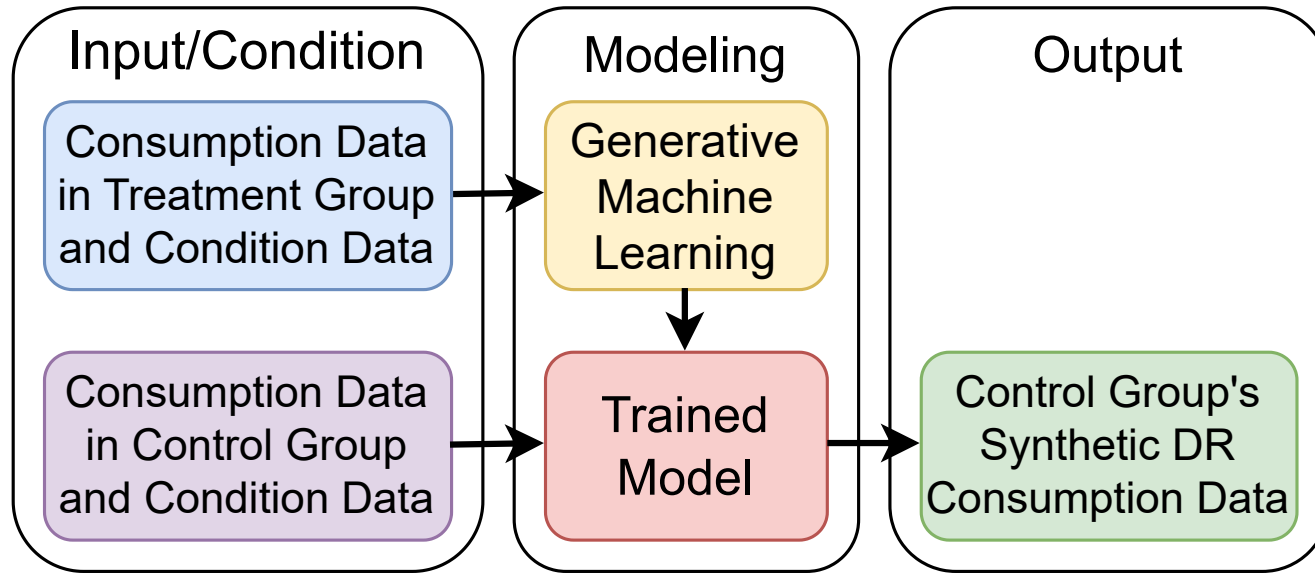 Input/Condition
Consumption Data
in Treatment Group
and Condition Data
Consumption Data
in Control Group
and Condition Data
Modeling
Generative
Machine
Learning
Trained
Model
Output
Control Group's
Synthetic DR
Consumption Data